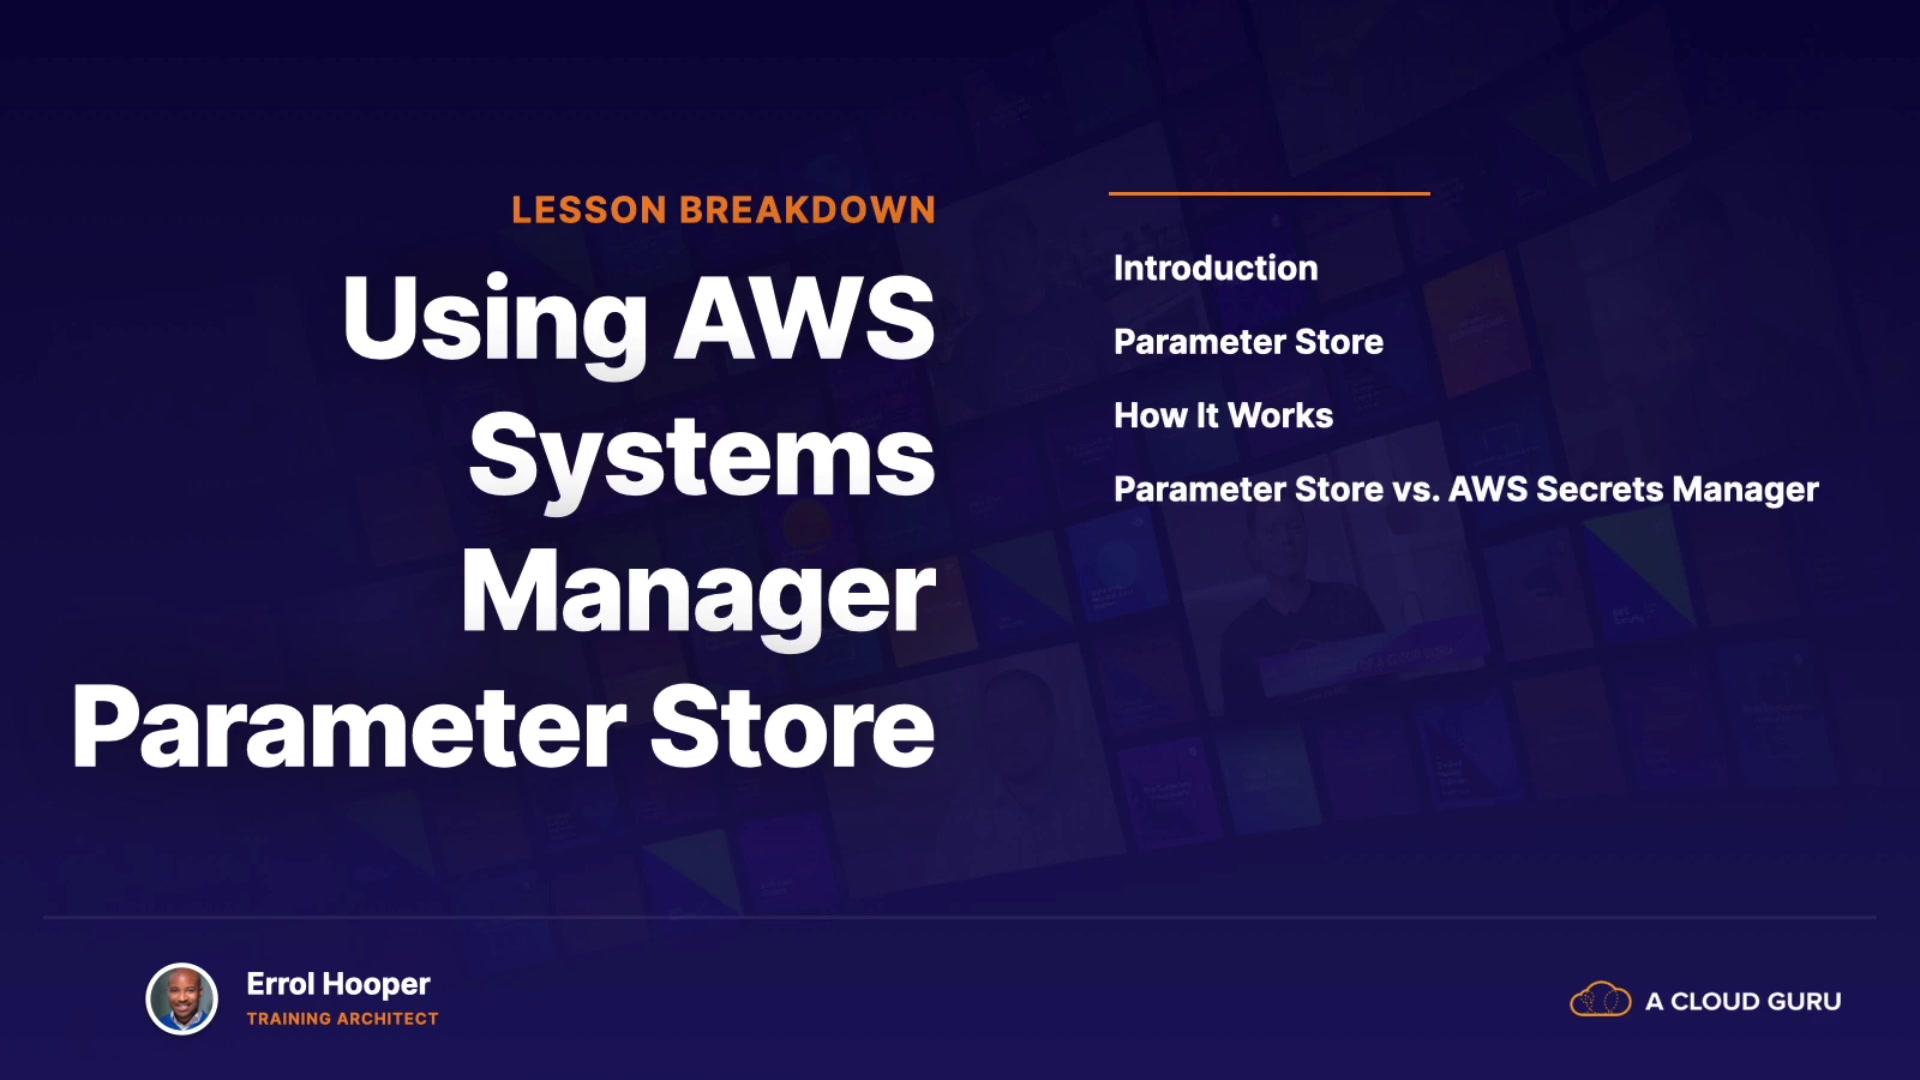 LESSON BREAKDOWN
Using AWS
Systems
Manager
Parameter Store
Introduction
Parameter Store
How It Works
Parameter Store vs. AWS Secrets Manager
Errol Hooper
TRAINING ARCHITECT
A CLOUD GURU